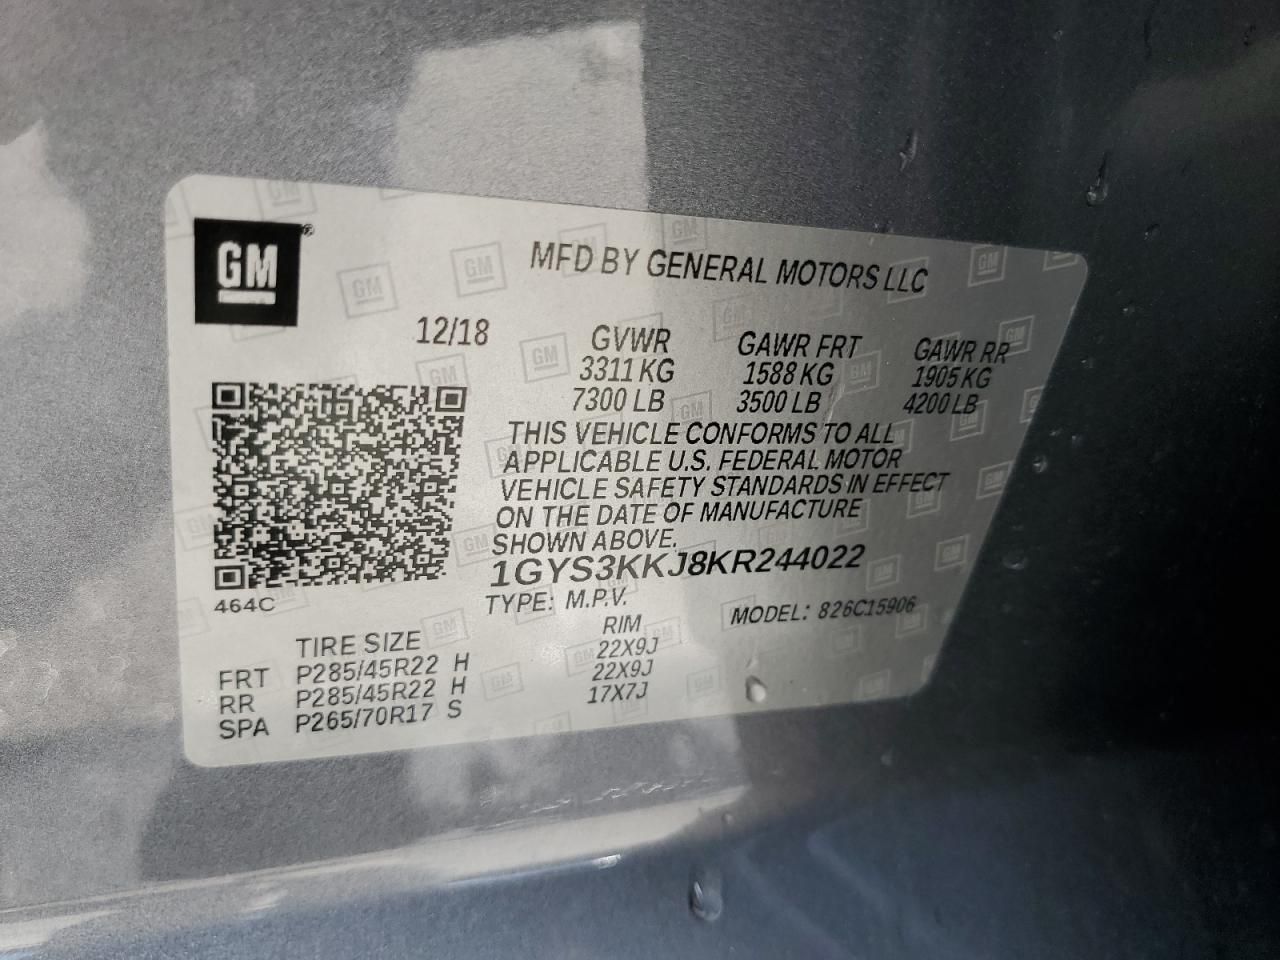 GM
MFD BY GENERAL MOTORS LLC
12/18 GVWR GAWR FRT GAWR RR
3311 KG 1588 KG 1905 KG
7300 LB 3500 LB 4200 LB
THIS VEHICLE CONFORMS TO ALL
APPLICABLE U.S. FEDERAL MOTOR
VEHICLE SAFETY STANDARDS IN EFFECT
ON THE DATE OF MANUFACTURE
SHOWN ABOVE.
1GYS3KKJ8KR244022
464C
TYPE: M.P.V. MODEL: 826C15906
TIRE SIZE RIM
FRT P285/45R22 H 22X9J
RR P285/45R22 H 22X9J
SPA P265/70R17 S 17X7J